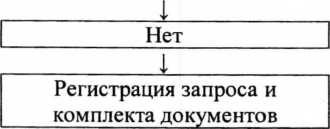 Нет
Регистрация запроса и
комплекта документов